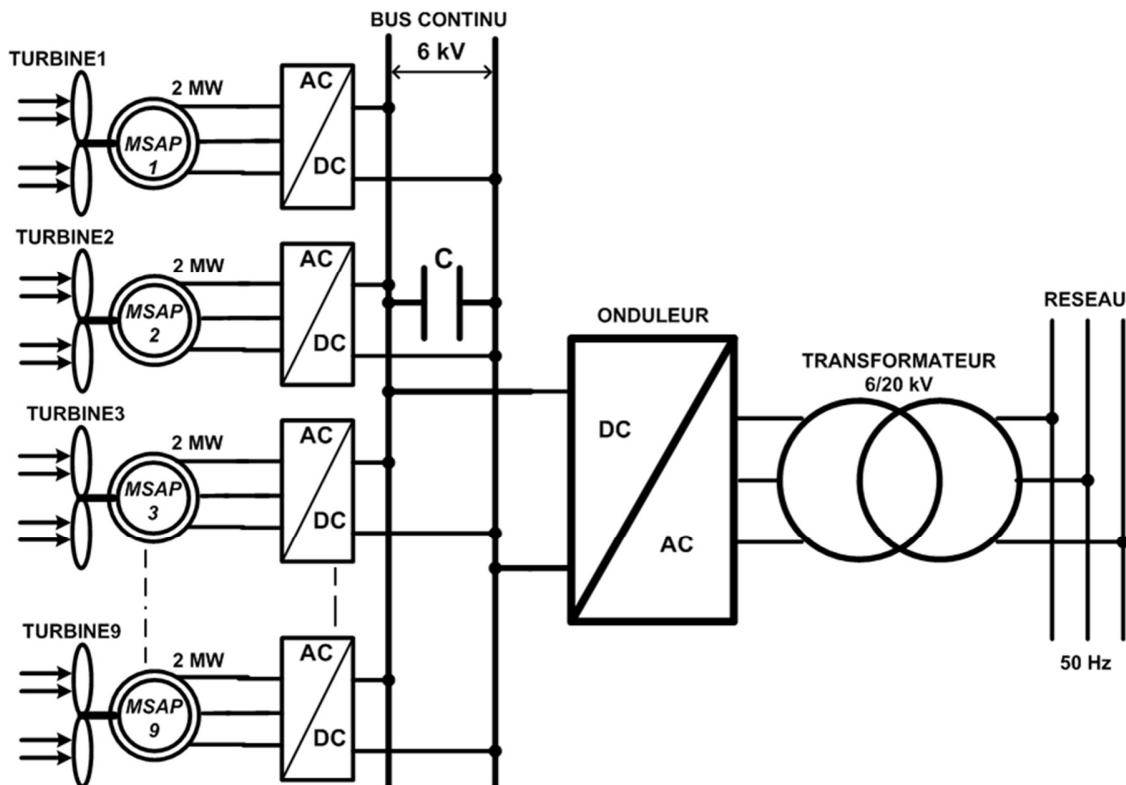 BUS CONTINU
6 kV
TURBINE1
2 MW
MSAP
1
AC
DC
TURBINE2
2 MW
MSAP
2
AC
DC
C
TURBINE3
2 MW
MSAP
3
AC
DC
TURBINE9
2 MW
MSAP
9
AC
DC
ONDULEUR
DC
AC
TRANSFORMATEUR
6/20 kV
RESEAU
50 Hz